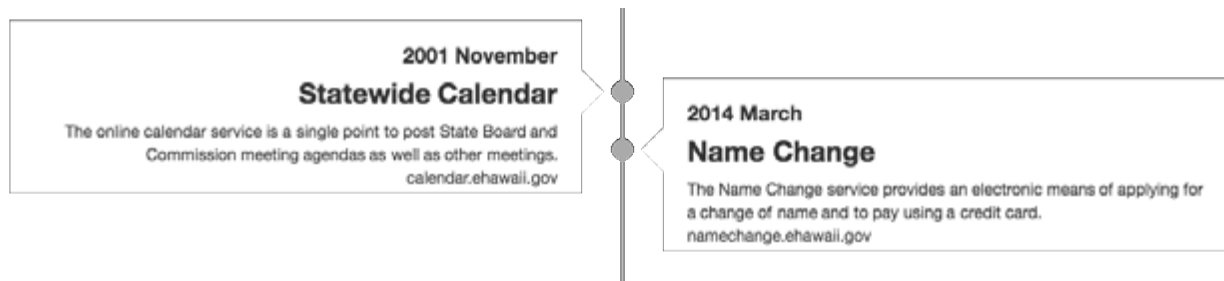 2001 November
Statewide Calendar
The online calendar service is a single point to post State Board and
Commission meeting agendas as well as other meetings.
calendar.ehawaii.gov
2014 March
Name Change
The Name Change service provides an electronic means of applying for
a change of name and to pay using a credit card.
namechange.ehawaii.gov